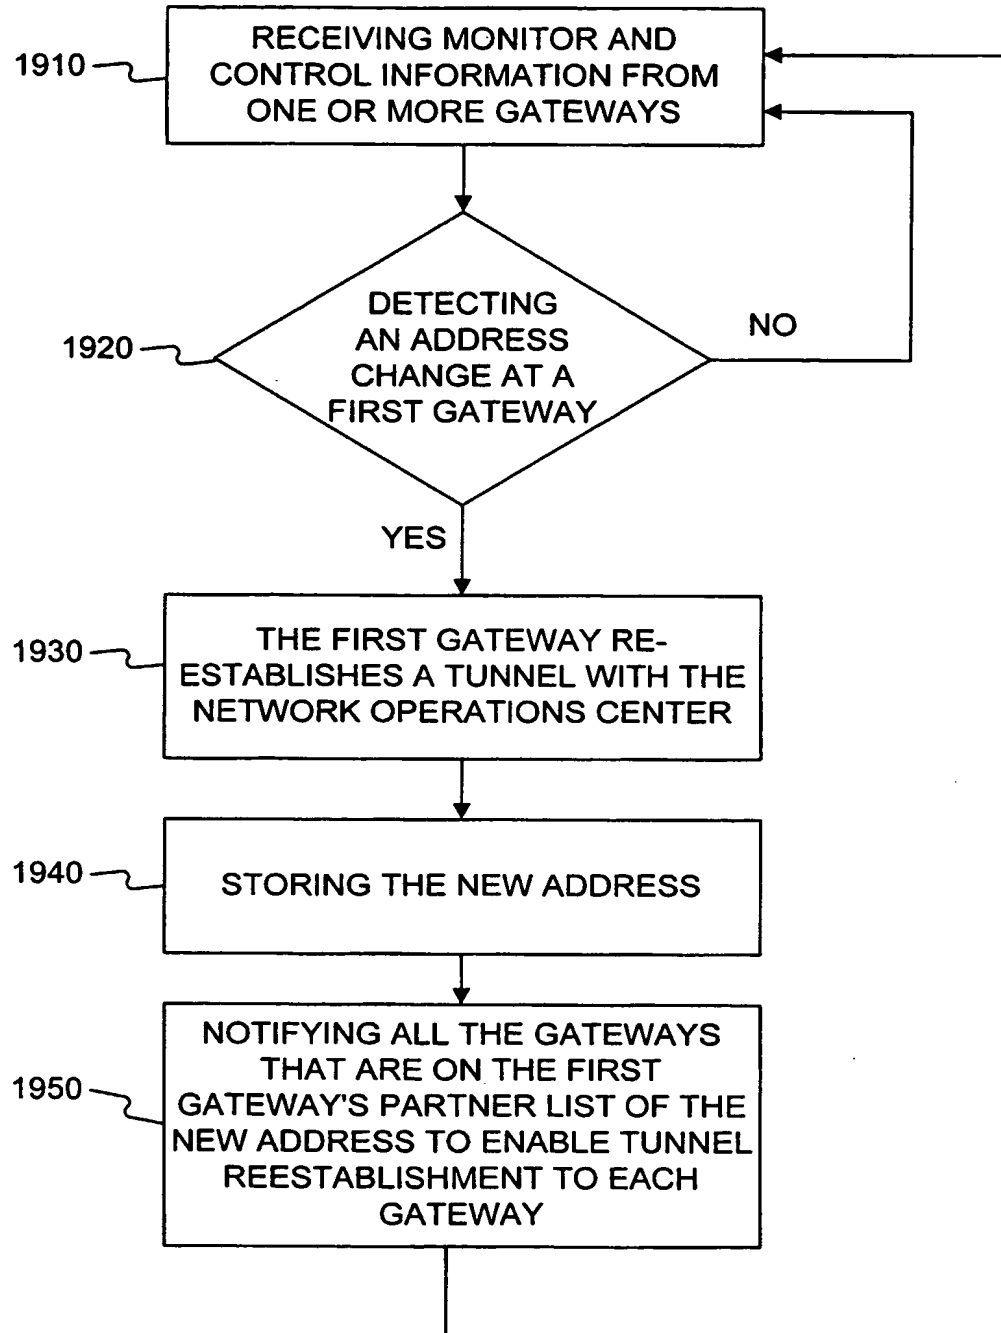 1910
RECEIVING MONITOR AND
CONTROL INFORMATION FROM
ONE OR MORE GATEWAYS
1920
DETECTING
AN ADDRESS
CHANGE AT A
FIRST GATEWAY
NO
YES
1930
THE FIRST GATEWAY RE-
ESTABLISHES A TUNNEL WITH THE
NETWORK OPERATIONS CENTER
1940
STORING THE NEW ADDRESS
1950
NOTIFYING ALL THE GATEWAYS
THAT ARE ON THE FIRST
GATEWAY'S PARTNER LIST OF THE
NEW ADDRESS TO ENABLE TUNNEL
REESTABLISHMENT TO EACH
GATEWAY